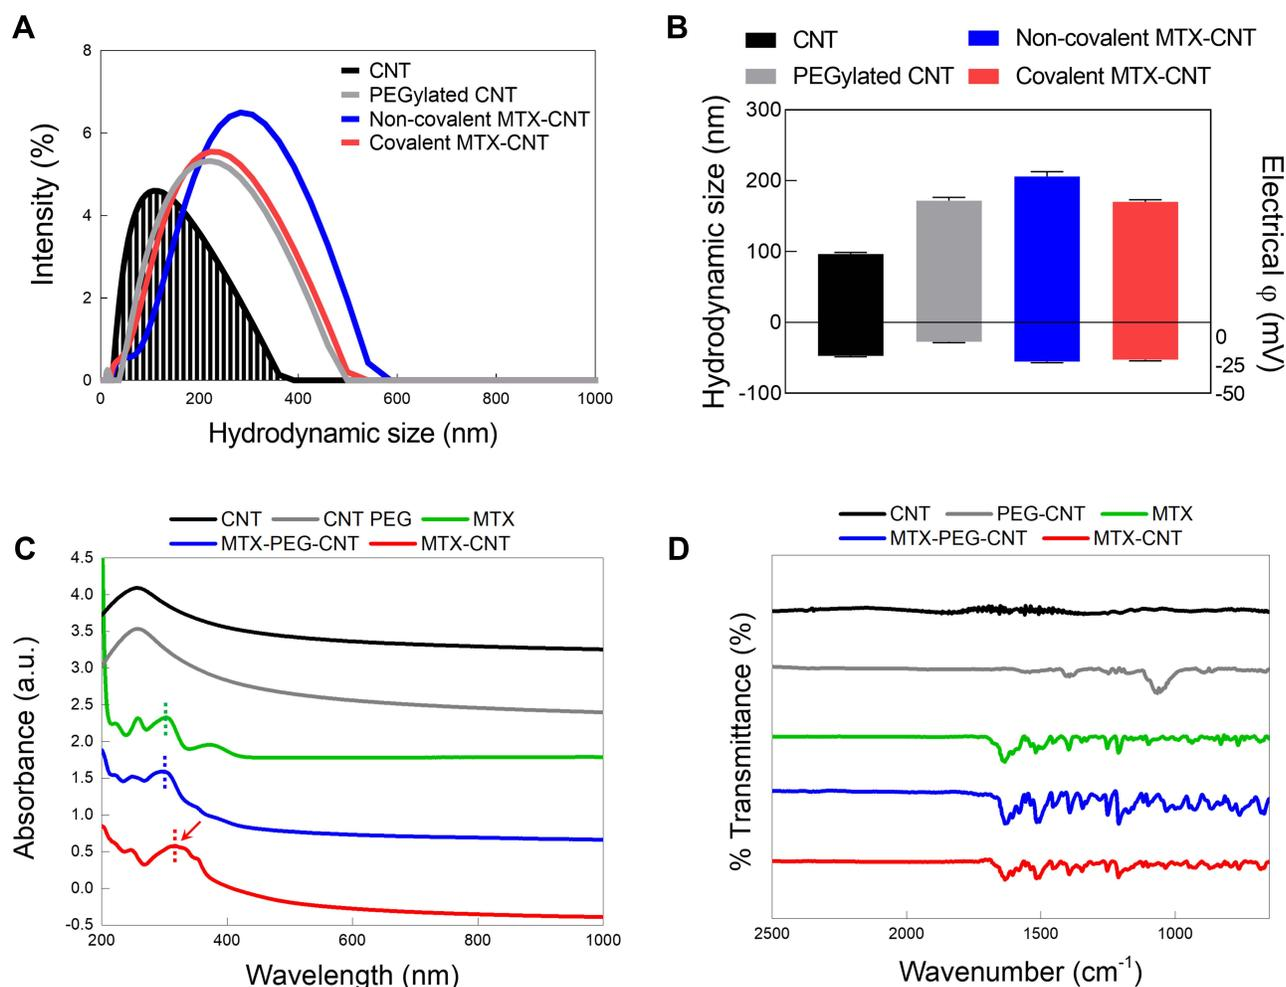 A
8
6
4
2
0
Intensity (%)
CNT
PEGylated CNT
Non-covalent MTX-CNT
Covalent MTX-CNT
0 200 400 600 800 1000
Hydrodynamic size (nm)
B
CNT Non-covalent MTX-CNT
PEGylated CNT Covalent MTX-CNT
Hydrodynamic size (nm)
300
200
100
0
-100
0
-25
-50
Electrical φ (mV)
C
CNT CNT PEG MTX
MTX-PEG-CNT MTX-CNT
Absorbance (a.u.)
4.5
4.0
3.5
3.0
2.5
2.0
1.5
1.0
0.5
0.0
-0.5
200 400 600 800 1000
Wavelength (nm)
D
CNT PEG-CNT MTX
MTX-PEG-CNT MTX-CNT
% Transmittance (%)
2500 2000 1500 1000
Wavenumber (cm⁻¹)